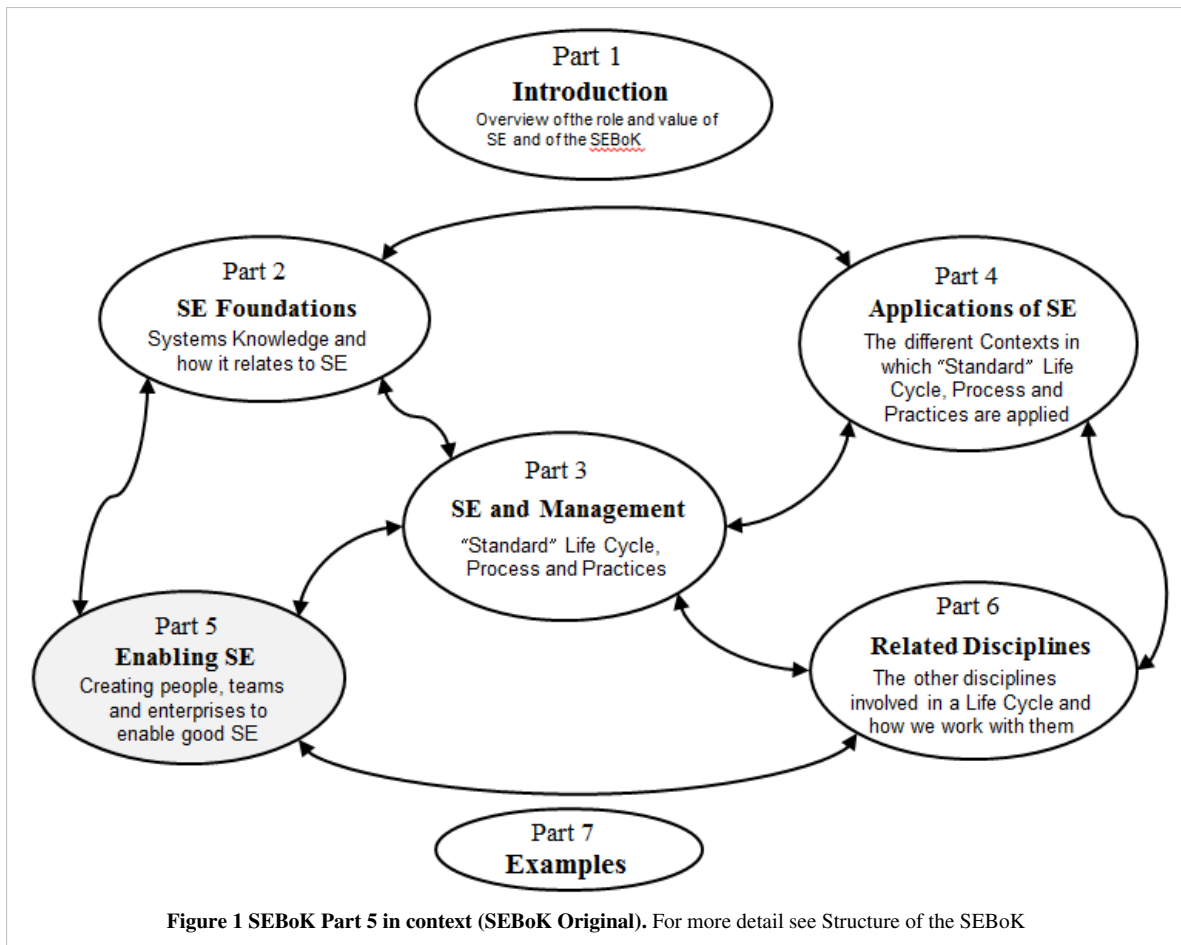 Part 1
Introduction
Overview of the role and value of
SE and of the SEBoK
Part 2
SE Foundations
Systems Knowledge and
how it relates to SE
Part 4
Applications of SE
The different Contexts in
which “Standard” Life
Cycle, Process and
Practices are applied
Part 3
SE and Management
“Standard” Life Cycle,
Process and Practices
Part 5
Enabling SE
Creating people, teams
and enterprises to
enable good SE
Part 6
Related Disciplines
The other disciplines
involved in a Life Cycle and
how we work with them
Part 7
Examples
Figure 1 SEBoK Part 5 in context (SEBoK Original). For more detail see Structure of the SEBoK